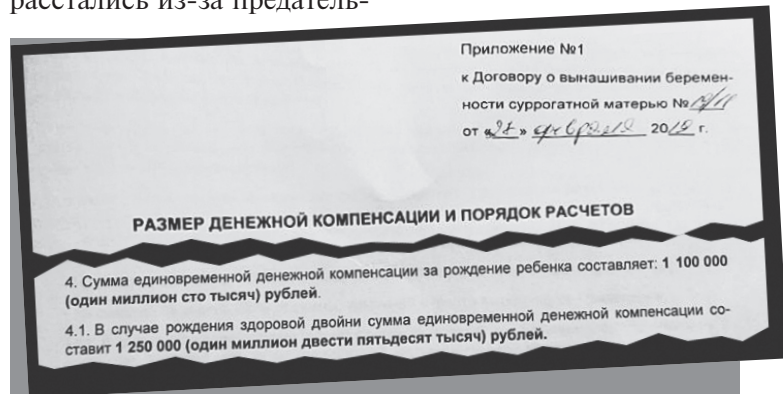 расстались из-за предатель-
Приложение №1
к Договору о вынашивании беремен-
ности суррогатной матерью №
от «27» февраля 2019 г.
РАЗМЕР ДЕНЕЖНОЙ КОМПЕНСАЦИИ И ПОРЯДОК РАСЧЕТОВ
4. Сумма единовременной денежной компенсации за рождение ребенка составляет: 1 100 000
(один миллион сто тысяч) рублей.
4.1. В случае рождения здоровой двойни сумма единовременной денежной компенсации со-
ставит 1 250 000 (один миллион двести пятьдесят тысяч) рублей.